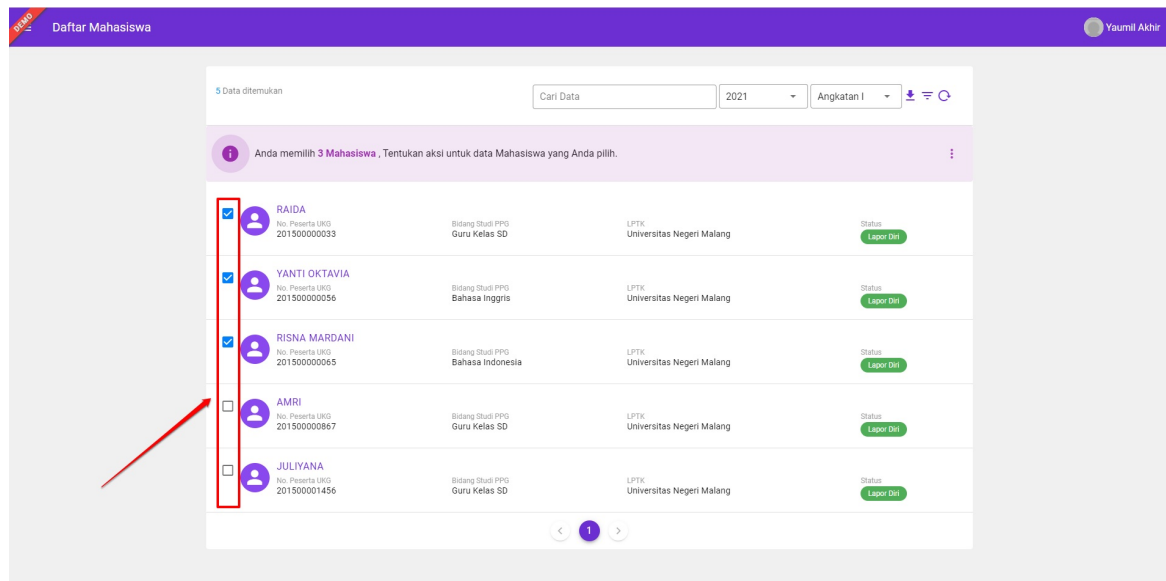 DEMO
Daftar Mahasiswa
Yaumil Akhir
5 Data ditemukan
Cari Data
2021
Angkatan I
Anda memilih 3 Mahasiswa , Tentukan aksi untuk data Mahasiswa yang Anda pilih.
RAIDA
No. Peserta UKG Bidang Studi PPG LPTK Status
201500000033 Guru Kelas SD Universitas Negeri Malang Lapor Diri
YANTI OKTAVIA
No. Peserta UKG Bidang Studi PPG LPTK Status
201500000056 Bahasa Inggris Universitas Negeri Malang Lapor Diri
RISNA MARDANI
No. Peserta UKG Bidang Studi PPG LPTK Status
201500000065 Bahasa Indonesia Universitas Negeri Malang Lapor Diri
AMRI
No. Peserta UKG Bidang Studi PPG LPTK Status
201500000867 Guru Kelas SD Universitas Negeri Malang Lapor Diri
JULIYANA
No. Peserta UKG Bidang Studi PPG LPTK Status
201500001456 Guru Kelas SD Universitas Negeri Malang Lapor Diri
1